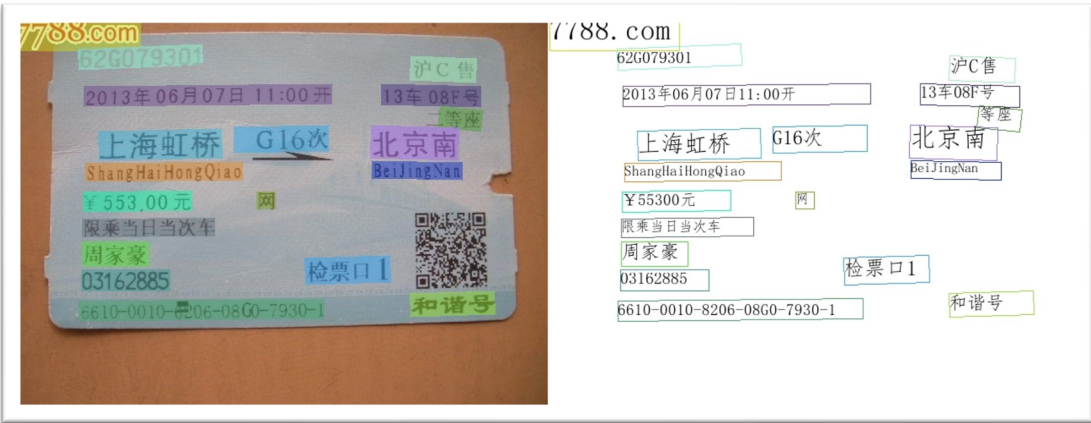 7788.com
62G079301
沪C售
2013年06月07日11:00开
13车08F号
二等座
上海虹桥
G16次
北京南
ShangHaiHongQiao
BeiJingNan
￥553.00元
网
限乘当日当次车
周家豪
03162885
检票口1
6610-0010-8206-08G0-7930-1
和谐号
7788.com
62G079301
沪C售
2013年06月07日11:00开
13车08F号
等座
上海虹桥
G16次
北京南
ShangHaiHongQiao
BeiJingNan
￥55300元
网
限乘当日当次车
周家豪
03162885
检票口1
6610-0010-8206-08G0-7930-1
和谐号